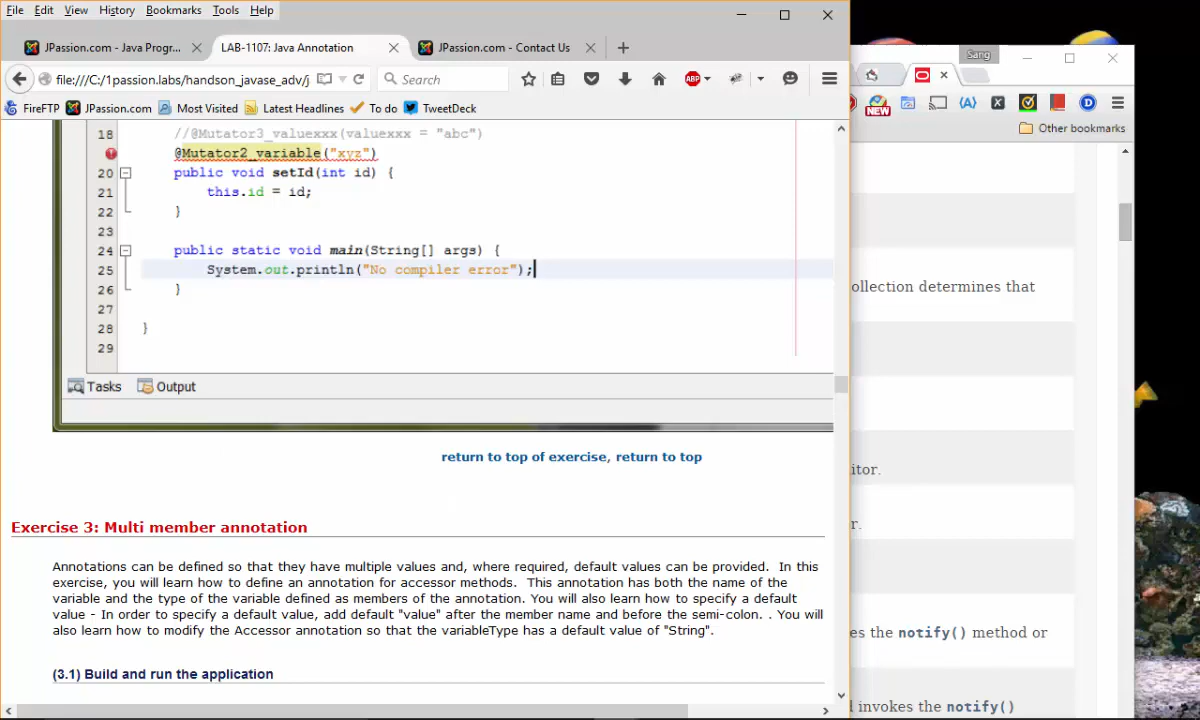 File Edit View History Bookmarks Tools Help
JPassion.com - Java Progr... LAB-1107: Java Annotation JPassion.com - Contact Us
file:///C:/1passion.labs/handson_javase_adv/j Search ABP
FireFTP JPassion.com Most Visited Latest Headlines To do TweetDeck
18 //@Mutator3_valuexxx(valuexxx = "abc")
@Mutator2_variable("xyz")
20 public void setId(int id) {
21 this.id = id;
22 }
23
24 public static void main(String[] args) {
25 System.out.println("No compiler error");
26 }
27
28 }
29
Tasks Output
return to top of exercise, return to top
Exercise 3: Multi member annotation
Annotations can be defined so that they have multiple values and, where required, default values can be provided. In this
exercise, you will learn how to define an annotation for accessor methods. This annotation has both the name of the
variable and the type of the variable defined as members of the annotation. You will also learn how to specify a default
value - In order to specify a default value, add default "value" after the member name and before the semi-colon. . You will
also learn how to modify the Accessor annotation so that the variableType has a default value of "String".
(3.1) Build and run the application
Sang
NEW
Other bookmarks
ollection determines that
itor.
r.
es the notify() method or
l invokes the notify()